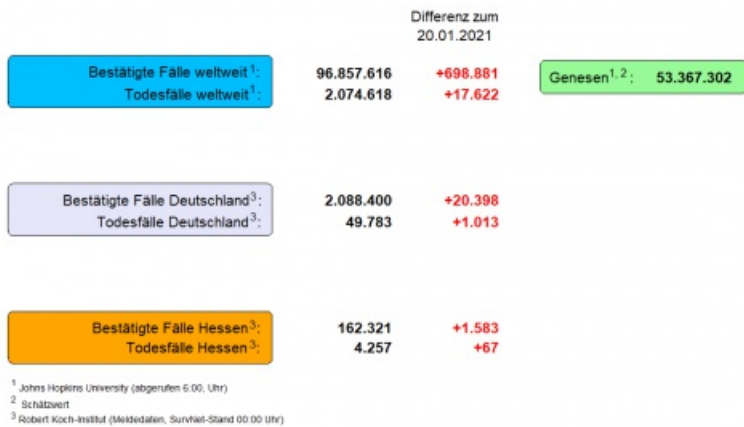 Differenz zum
20.01.2021
Bestätigte Fälle weltweit¹: 96.857.616 +698.881 Genesen¹,²: 53.367.302
Todesfälle weltweit¹: 2.074.618 +17.622
Bestätigte Fälle Deutschland³: 2.088.400 +20.398
Todesfälle Deutschland³: 49.783 +1.013
Bestätigte Fälle Hessen³: 162.321 +1.583
Todesfälle Hessen³: 4.257 +67
¹ Johns Hopkins University (abgerufen 6:00, Uhr)
² Schätzwert
³ Robert Koch-Institut (Meldedaten, SurvNet-Stand 00:00 Uhr)